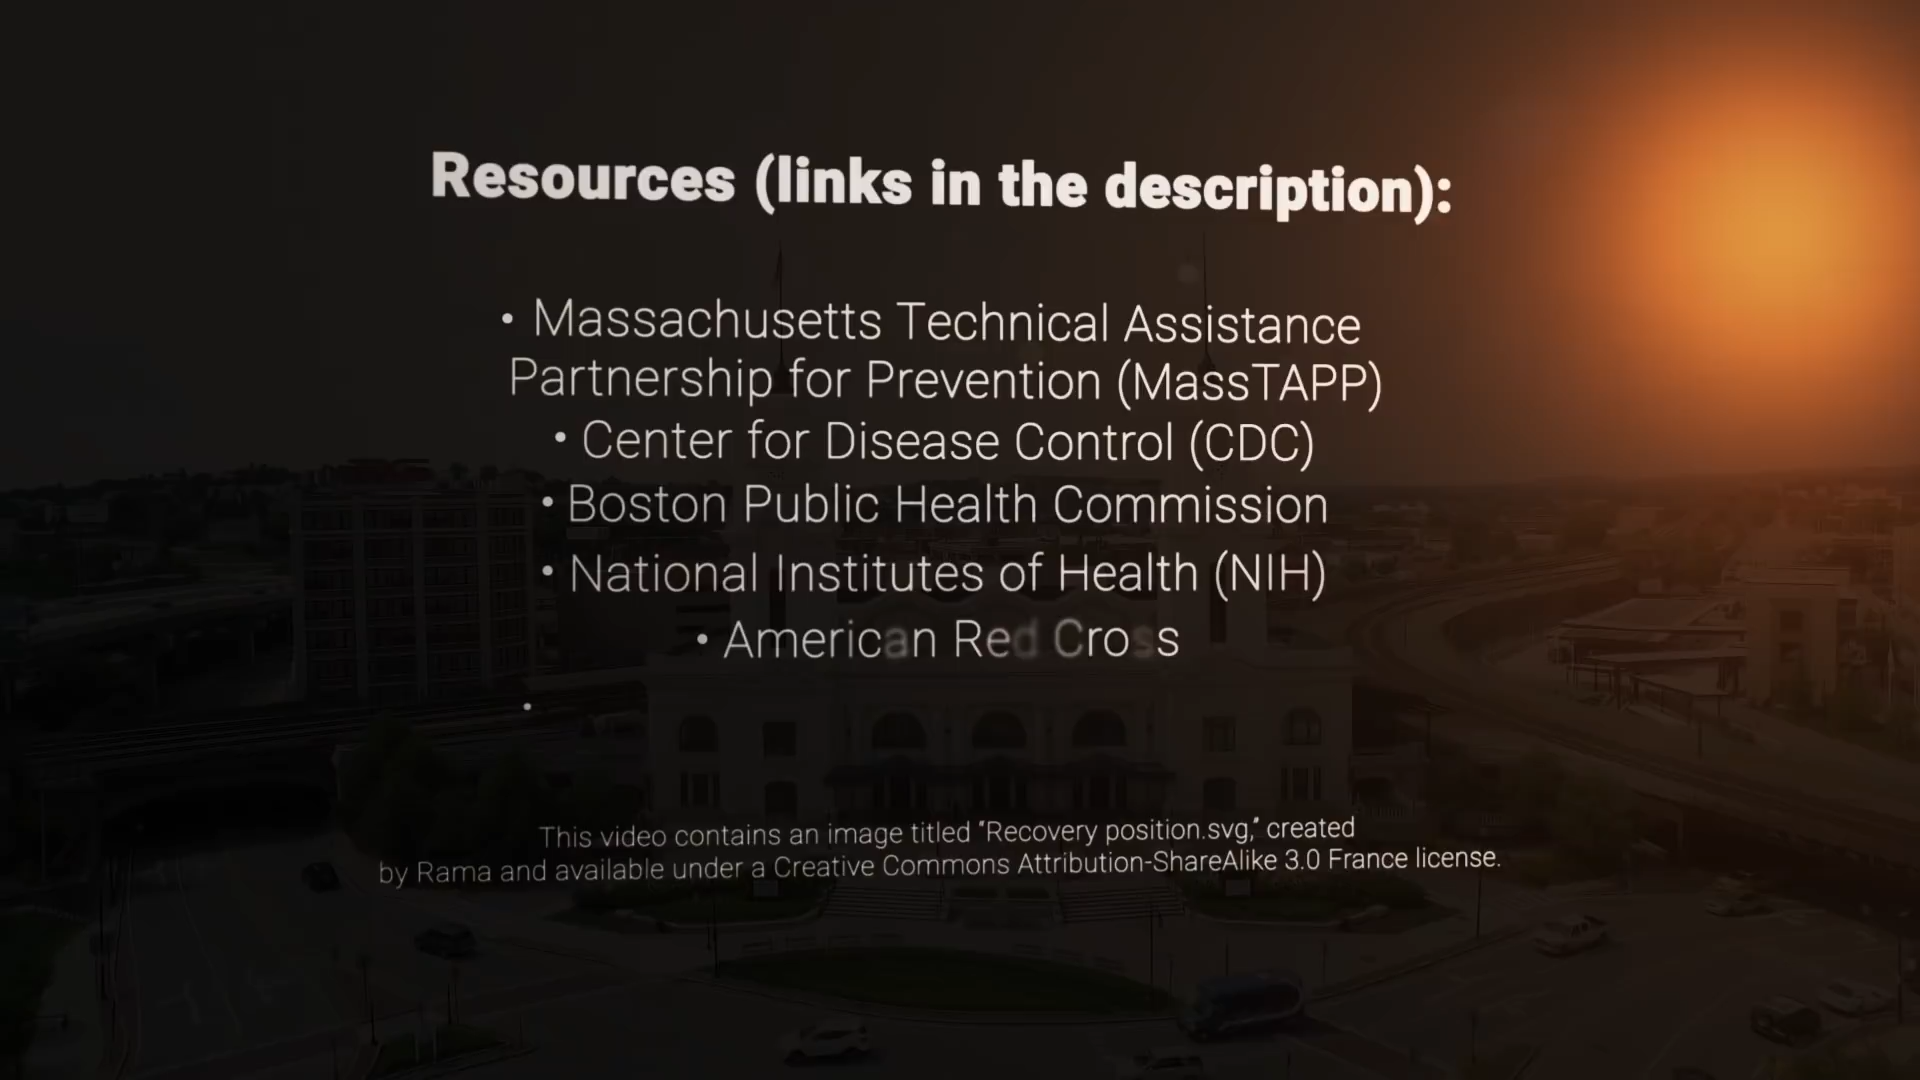 Resources (links in the description):
• Massachusetts Technical Assistance
Partnership for Prevention (MassTAPP)
• Center for Disease Control (CDC)
• Boston Public Health Commission
• National Institutes of Health (NIH)
• American Red Cross
•
This video contains an image titled "Recovery position.svg," created
by Rama and available under a Creative Commons Attribution-ShareAlike 3.0 France license.